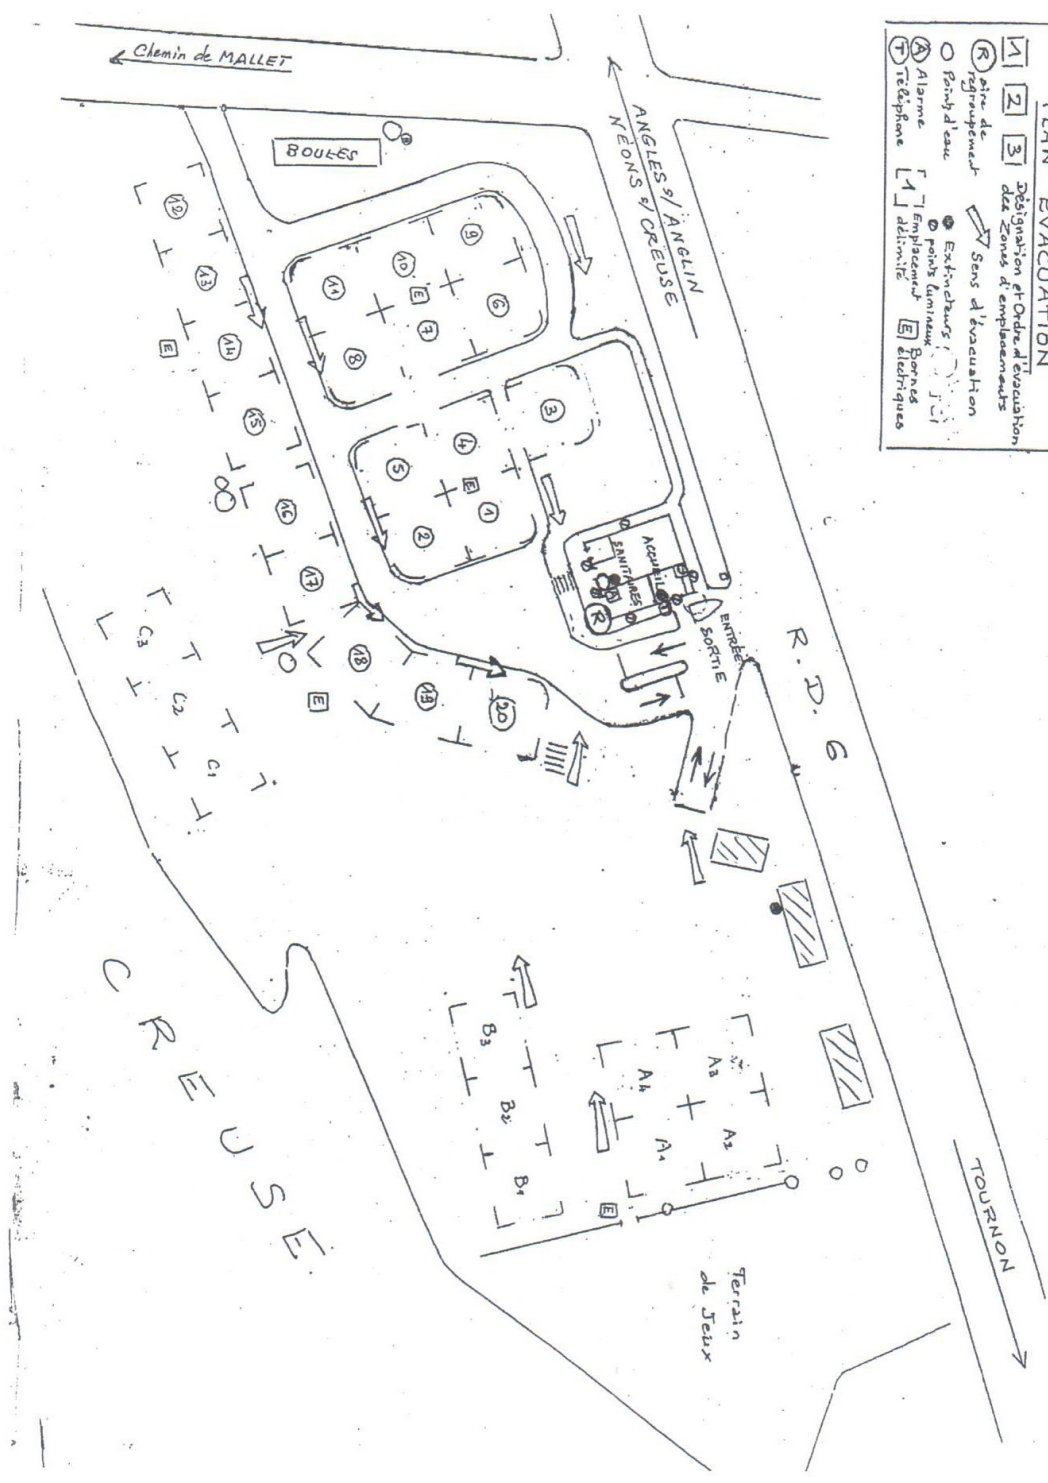 PLAN EVACUATION
1 2 3 Désignation et Ordre d'évacuation
des Zones d'emplacements
R aire de
regroupement
Sens d'évacuation
Point d'eau
Extincteurs
points lumineux
A Alarme
1 Emplacement
délimité
E Bornes
électriques
T Téléphone
Chemin de MALLET
BOULES
ANGLES s/ ANGLIN
NÉONS s/ CREUSE
R.D. 6
TOURNON
ENTRÉE
SORTIE
ACCUEIL
SANITAIRES
R
9
10
11
6
7
8
E
3
4
5
1
2
E
12
13
14
E
15
16
17
18
19
20
E
C3
C2
C1
CREUSE
B3
B2
B1
A3
A4
A2
A1
E
Terrain
de Jeux